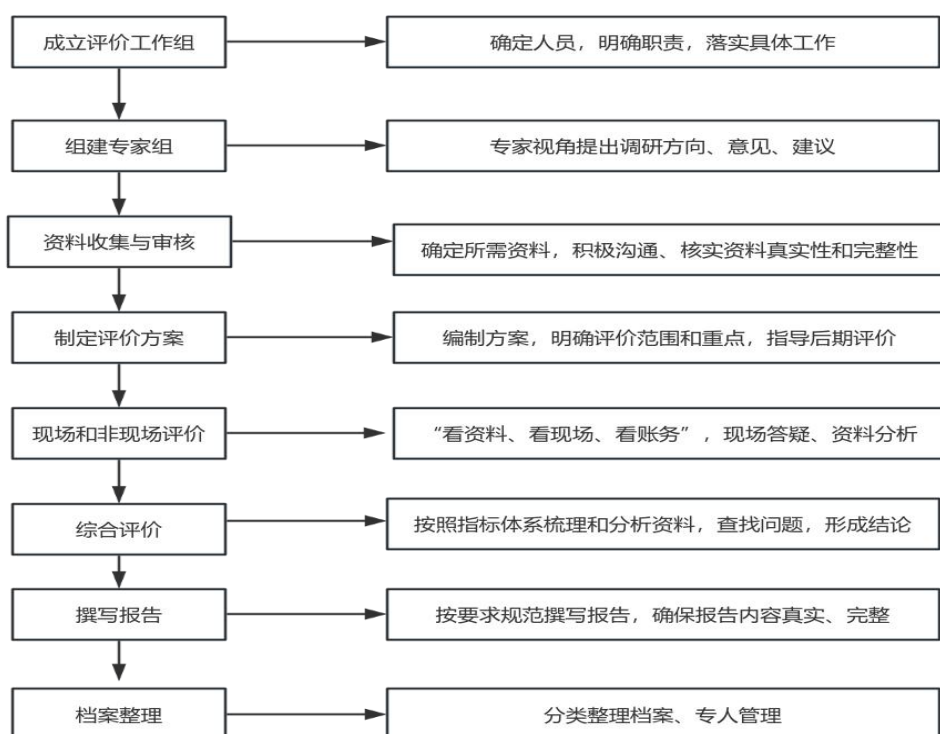 成立评价工作组
确定人员，明确职责，落实具体工作
组建专家组
专家视角提出调研方向、意见、建议
资料收集与审核
确定所需资料，积极沟通、核实资料真实性和完整性
制定评价方案
编制方案，明确评价范围和重点，指导后期评价
现场和非现场评价
“看资料、看现场、看账务”，现场答疑、资料分析
综合评价
按照指标体系梳理和分析资料，查找问题，形成结论
撰写报告
按要求规范撰写报告，确保报告内容真实、完整
档案整理
分类整理档案、专人管理